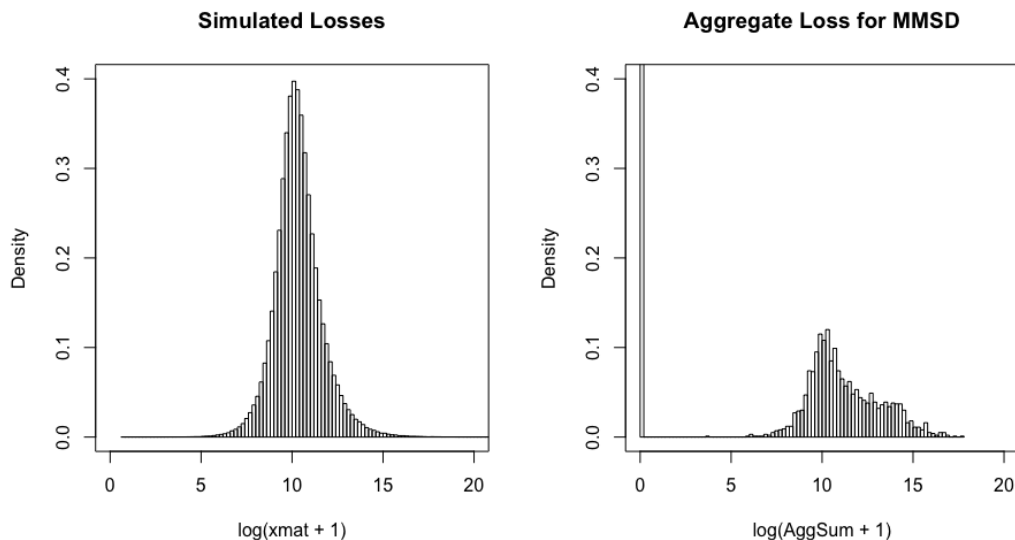 Simulated Losses
Density
0.0
0.1
0.2
0.3
0.4
0 5 10 15 20
log(xmat + 1)
Aggregate Loss for MMSD
Density
0.0
0.1
0.2
0.3
0.4
0 5 10 15 20
log(AggSum + 1)